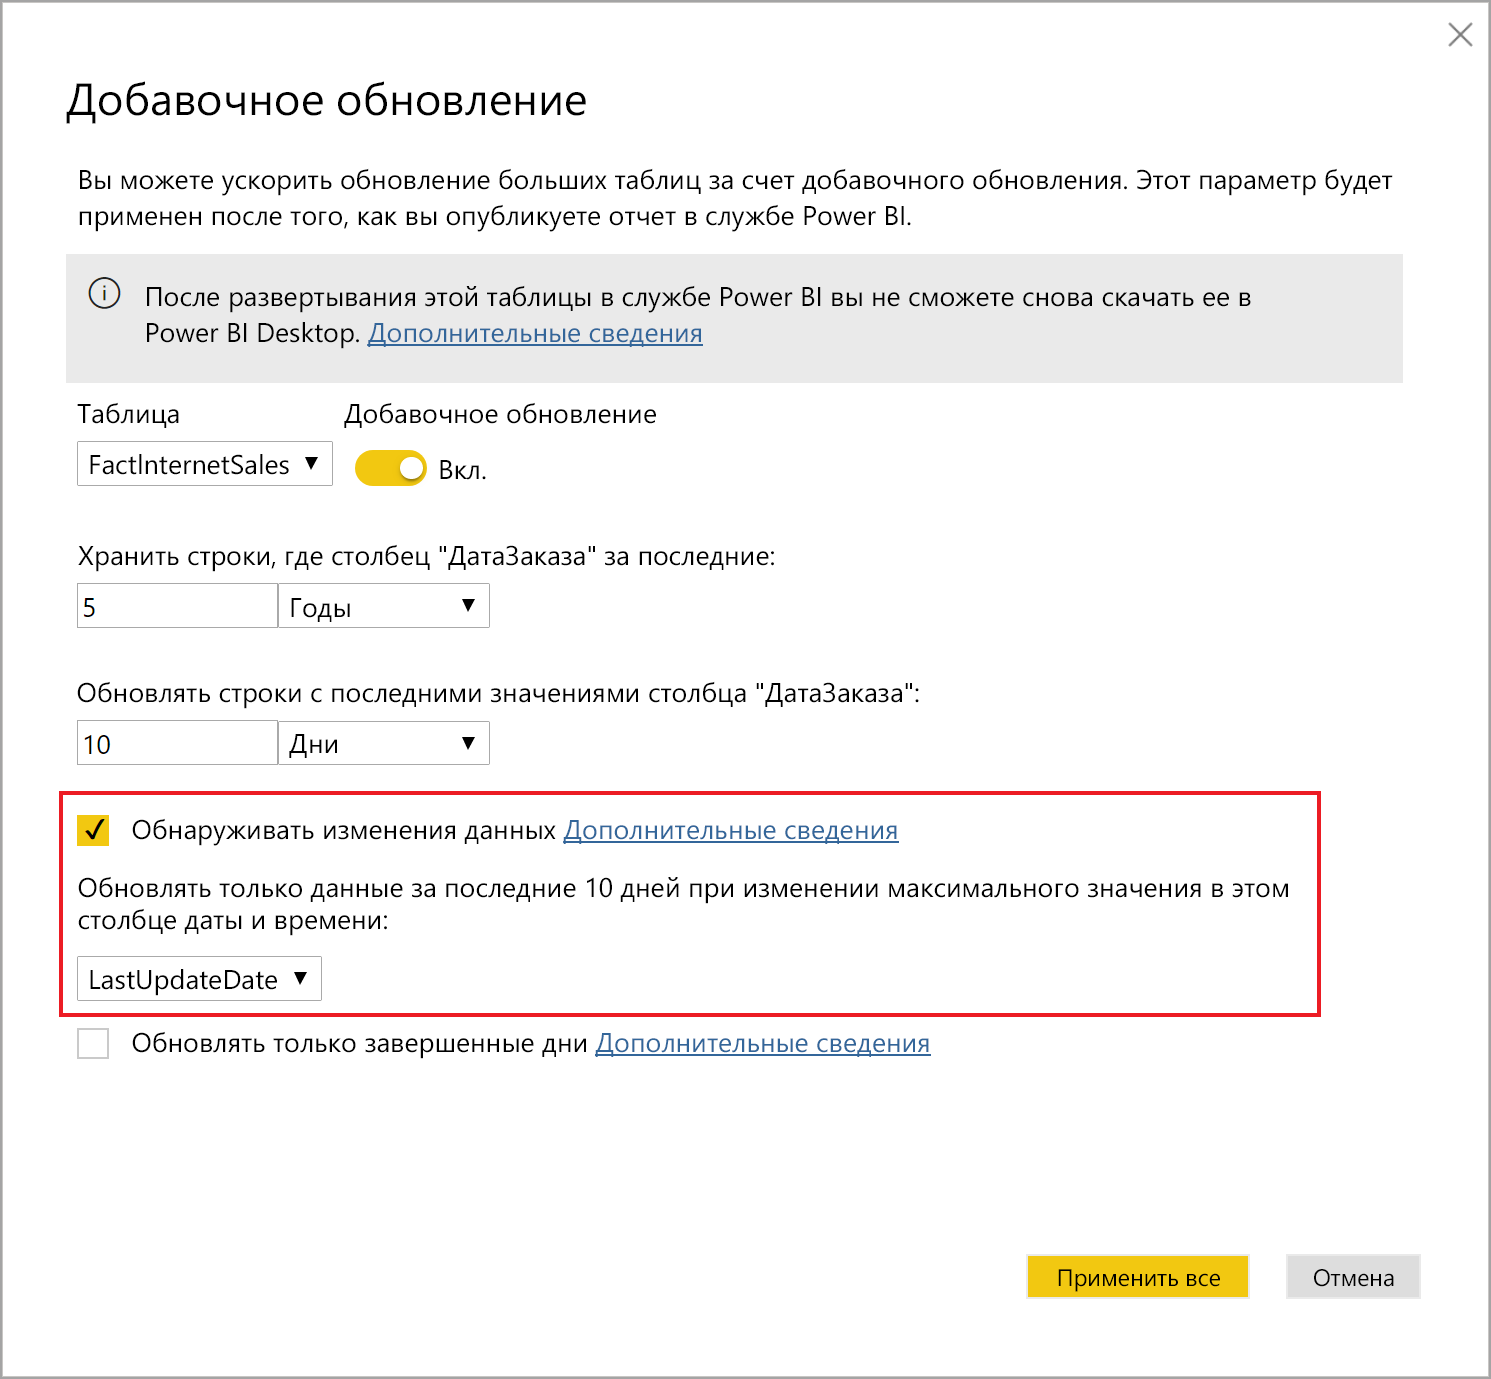 Добавочное обновление
Вы можете ускорить обновление больших таблиц за счет добавочного обновления. Этот параметр будет
применен после того, как вы опубликуете отчет в службе Power BI.
После развертывания этой таблицы в службе Power BI вы не сможете снова скачать ее в
Power BI Desktop. Дополнительные сведения
Таблица Добавочное обновление
FactInternetSales Вкл.
Хранить строки, где столбец "ДатаЗаказа" за последние:
5 Годы
Обновлять строки с последними значениями столбца "ДатаЗаказа":
10 Дни
Обнаруживать изменения данных Дополнительные сведения
Обновлять только данные за последние 10 дней при изменении максимального значения в этом
столбце даты и времени:
LastUpdateDate
Обновлять только завершенные дни Дополнительные сведения
Применить все Отмена